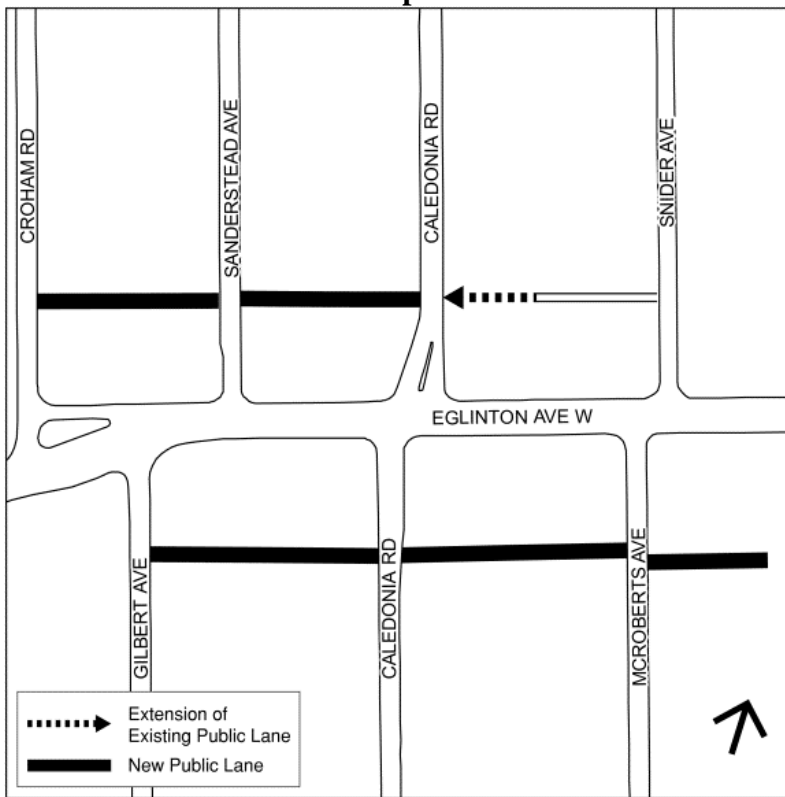 CROHAM RD
SANDERSTEAD AVE
CALEDONIA RD
SNIDER AVE
EGLINTON AVE W
GILBERT AVE
CALEDONIA RD
MCROBERTS AVE
Extension of
Existing Public Lane
New Public Lane